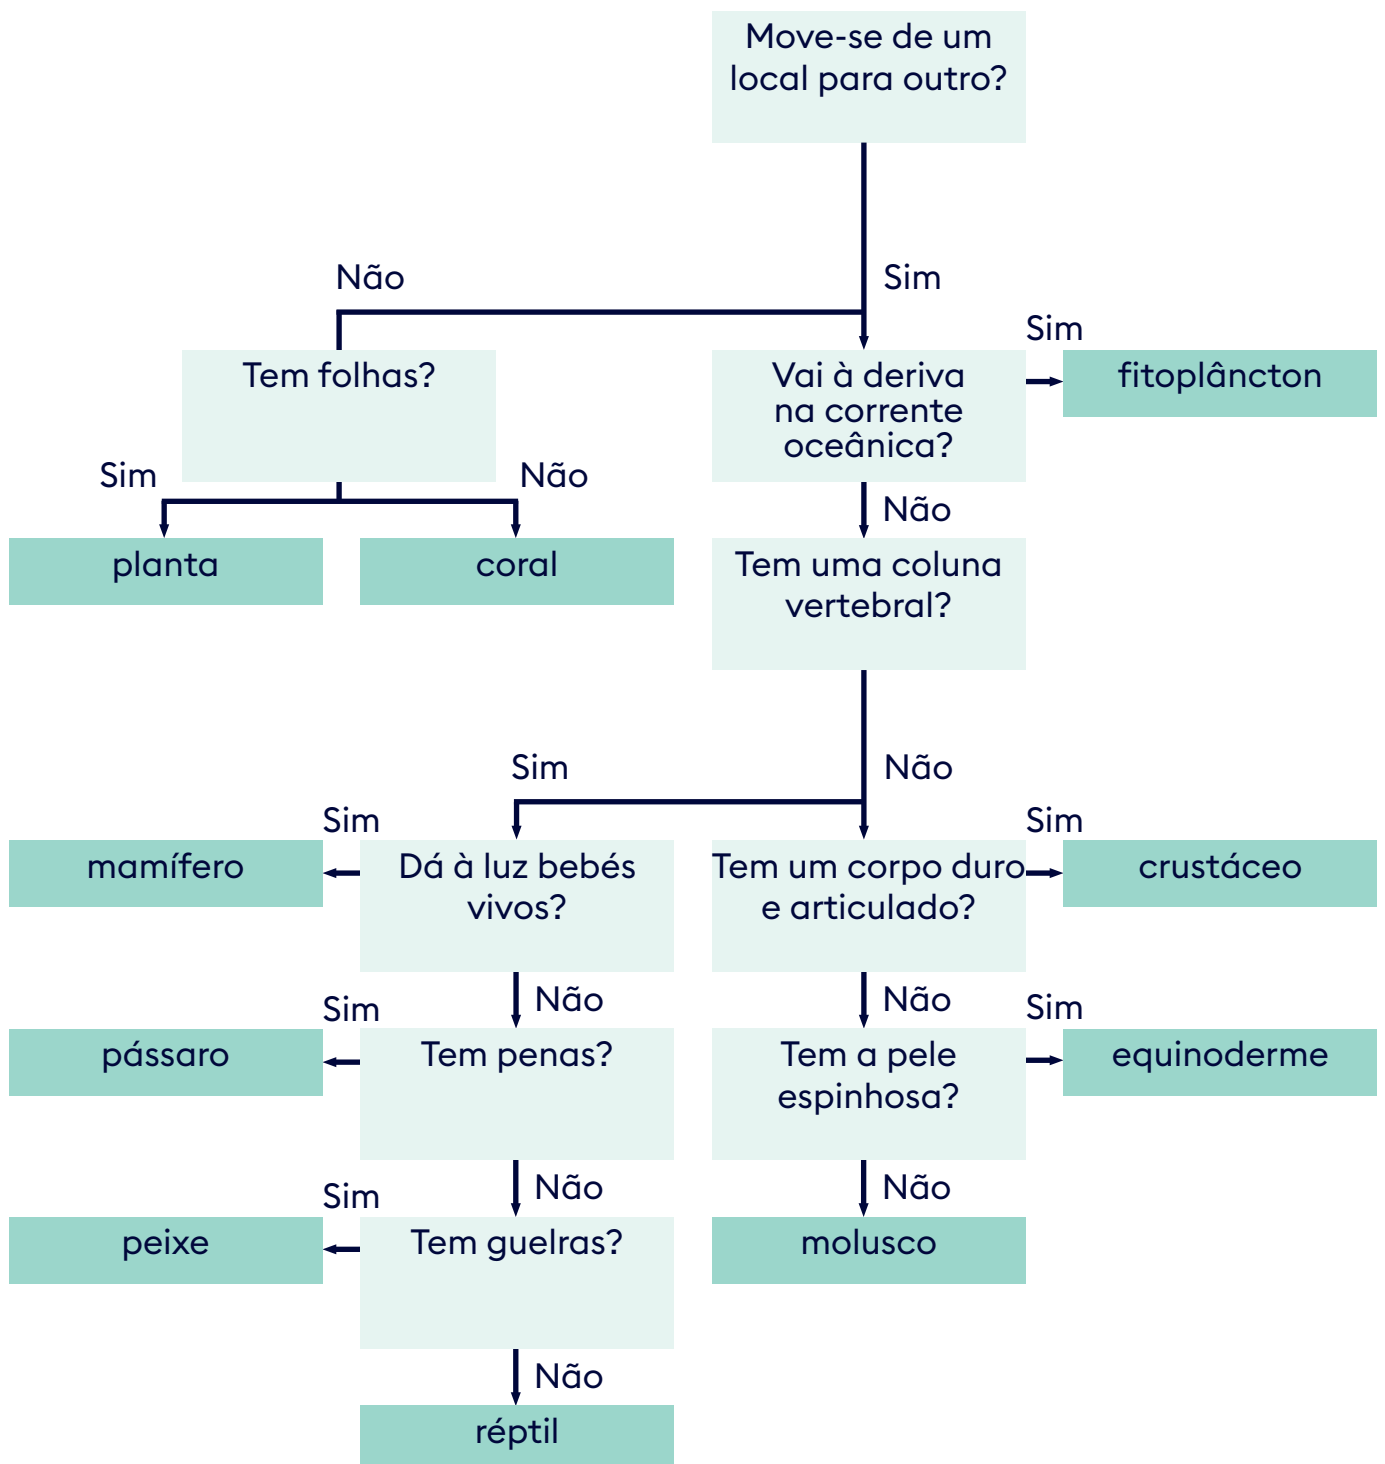 Move-se de um
local para outro?
Não
Sim
Sim
Tem folhas?
Vai à deriva
na corrente
oceânica?
fitoplâncton
Sim
Não
Não
planta
coral
Tem uma coluna
vertebral?
Sim
Não
Sim
Sim
mamífero
Dá à luz bebés
vivos?
Tem um corpo duro
e articulado?
crustáceo
Sim
Não
Não
Sim
pássaro
Tem penas?
Tem a pele
espinhosa?
equinoderme
Sim
Não
Não
peixe
Tem guelras?
molusco
Não
réptil